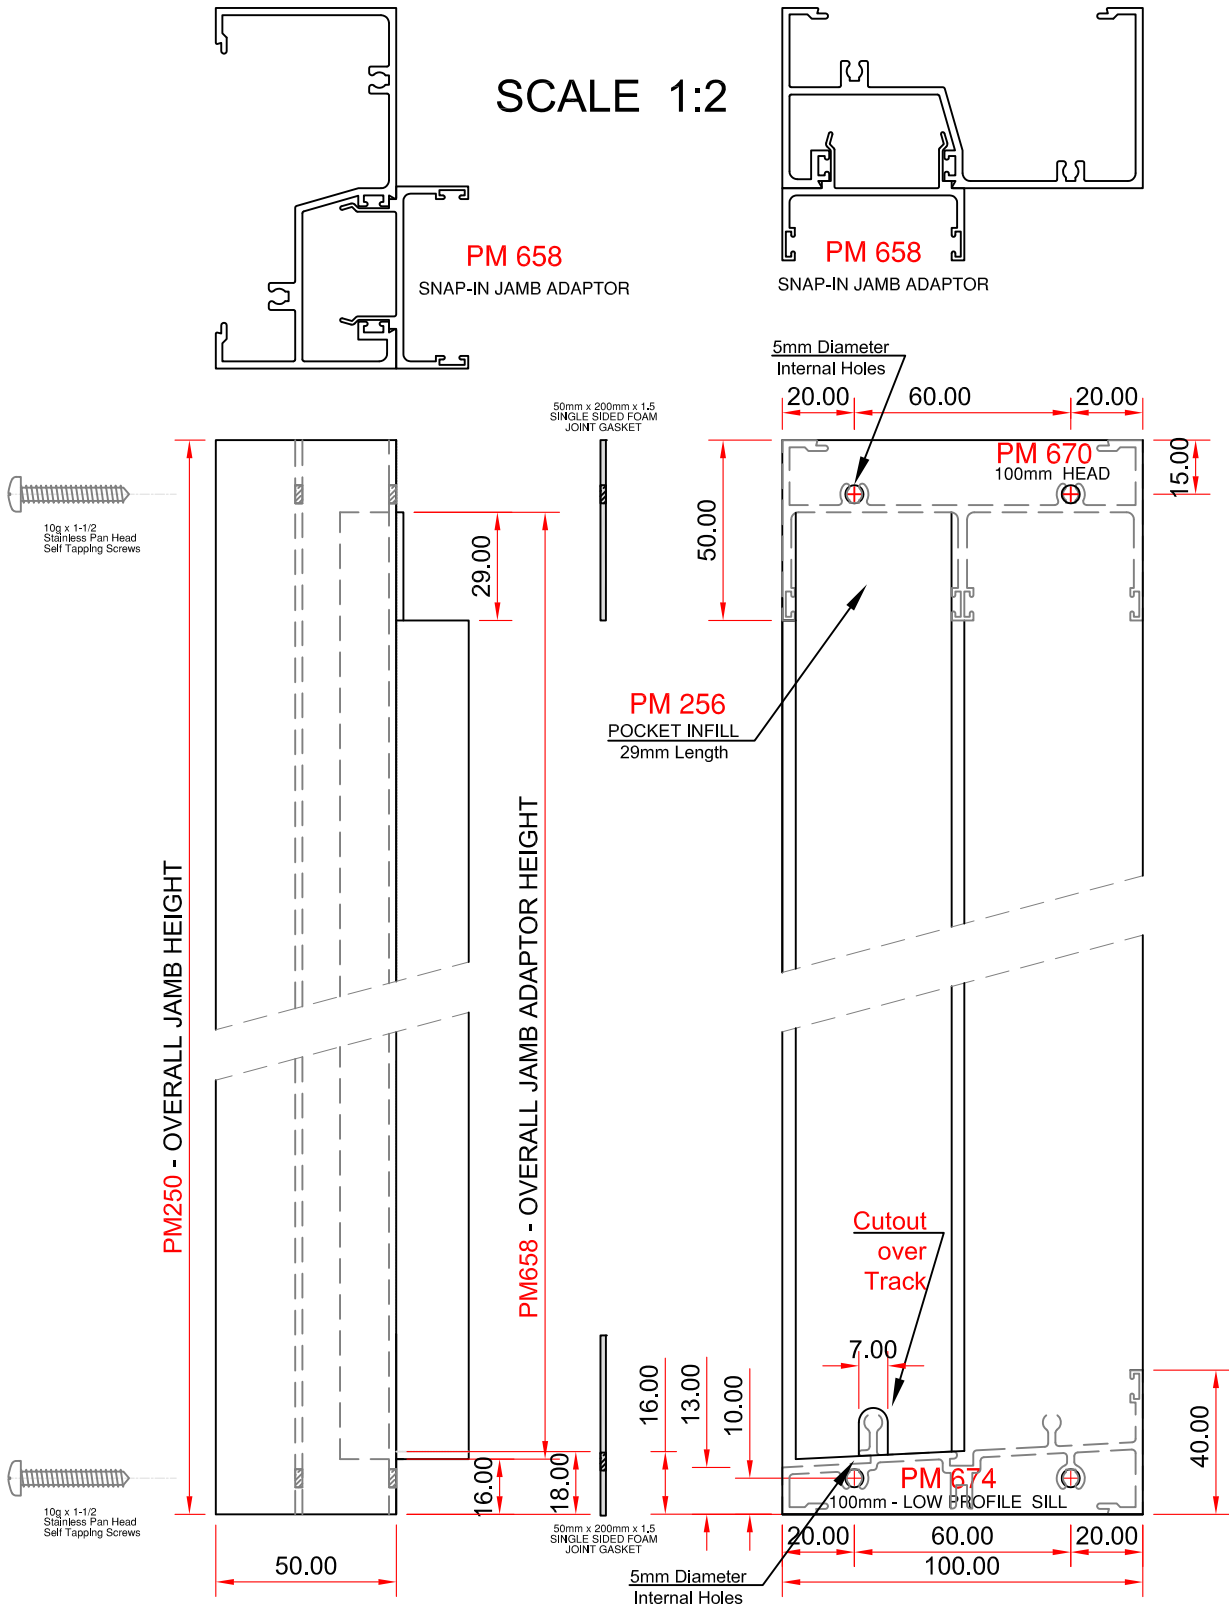 SCALE 1:2
PM 658
SNAP-IN JAMB ADAPTOR
PM 658
SNAP-IN JAMB ADAPTOR
5mm Diameter
Internal Holes
20.00
60.00
20.00
50mm x 200mm x 1.5
SINGLE SIDED FOAM
JOINT GASKET
PM 670
100mm HEAD
15.00
50.00
29.00
10g x 1-1/2
Stainless Pan Head
Self Tapping Screws
PM 256
POCKET INFILL
29mm Length
PM250 - OVERALL JAMB HEIGHT
PM658 - OVERALL JAMB ADAPTOR HEIGHT
Cutout
over
Track
7.00
16.00
13.00
10.00
40.00
16.00
18.00
PM 674
100mm - LOW PROFILE SILL
10g x 1-1/2
Stainless Pan Head
Self Tapping Screws
50mm x 200mm x 1.5
SINGLE SIDED FOAM
JOINT GASKET
20.00
60.00
20.00
50.00
100.00
5mm Diameter
Internal Holes